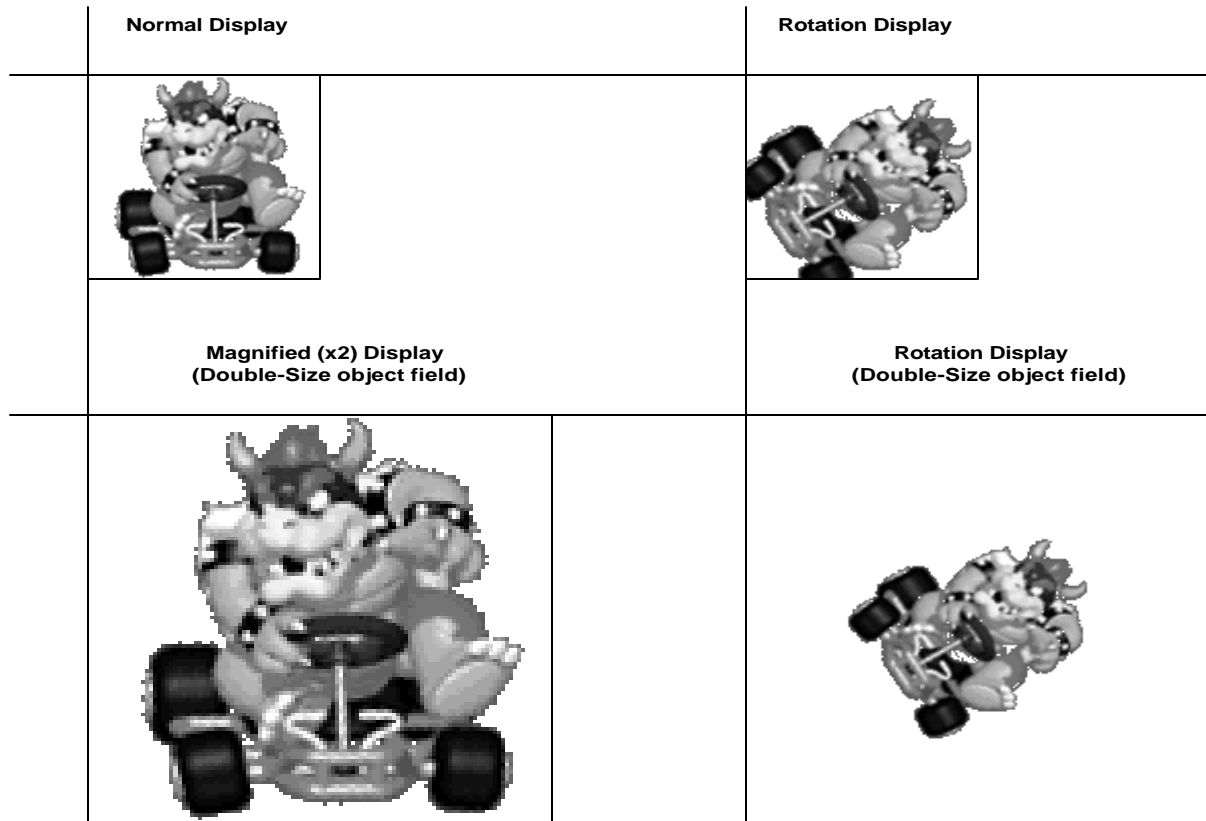 Normal Display
Rotation Display
Magnified (x2) Display
(Double-Size object field)
Rotation Display
(Double-Size object field)